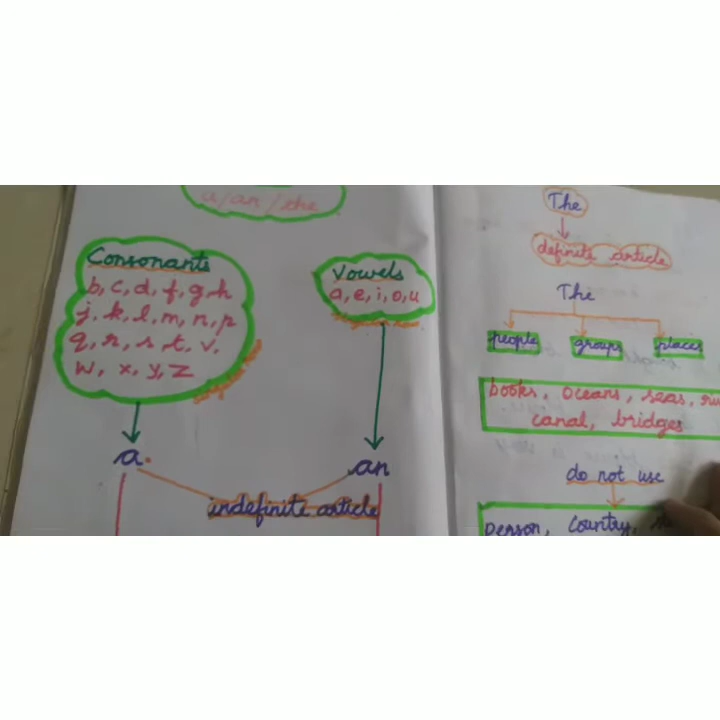 a/an/the
Consonants
b, c, d, f, g, h
j, k, l, m, n, p
q, r, s, t, v,
w, x, y, z
Vowels
a, e, i, o, u
a.
an
indefinite article
The
definite article
The
people
groups
places
books, oceans, seas,
canal, bridges
do not use
person, Country,